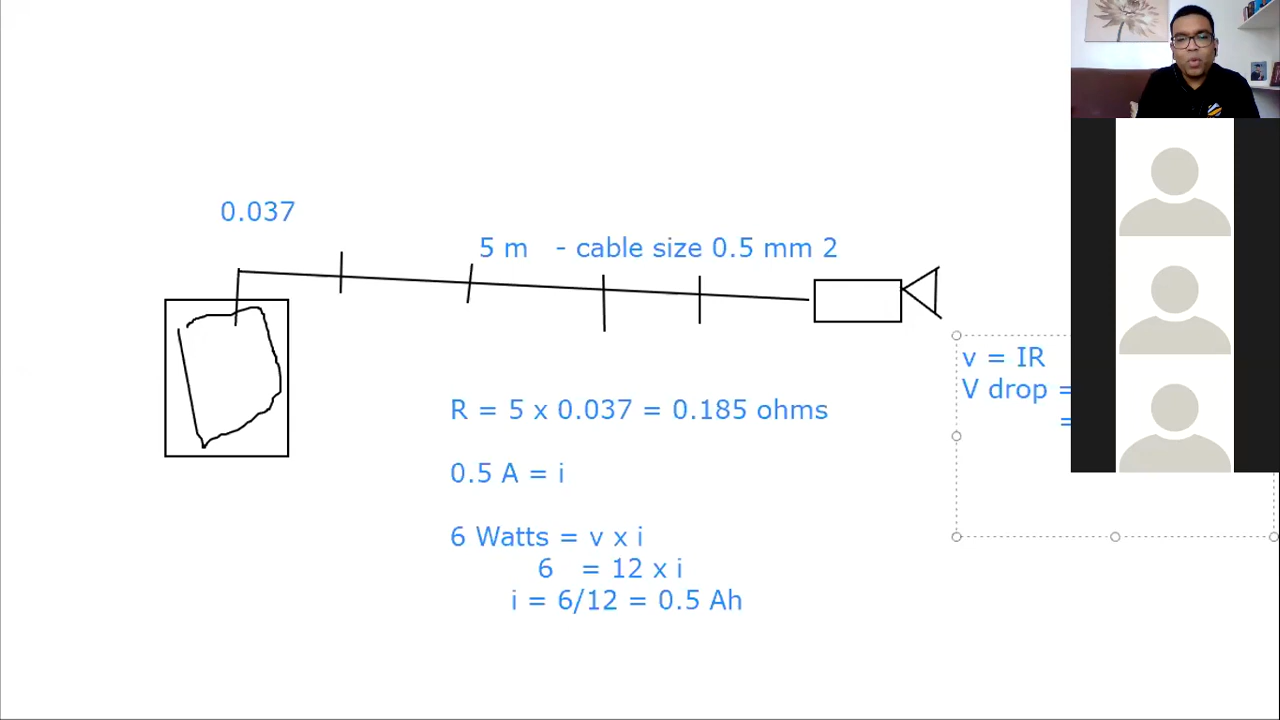 0.037
5 m - cable size 0.5 mm 2
v = IR
V drop =
=
R = 5 x 0.037 = 0.185 ohms
0.5 A = i
6 Watts = v x i
6 = 12 x i
i = 6/12 = 0.5 Ah